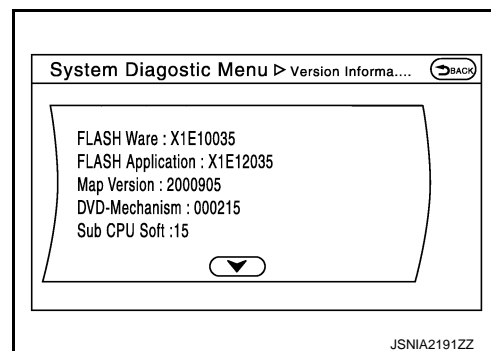 System Diagostic Menu ▷ Version Informa....
BACK
FLASH Ware : X1E10035
FLASH Application : X1E12035
Map Version : 2000905
DVD-Mechanism : 000215
Sub CPU Soft :15
JSNIA2191ZZ